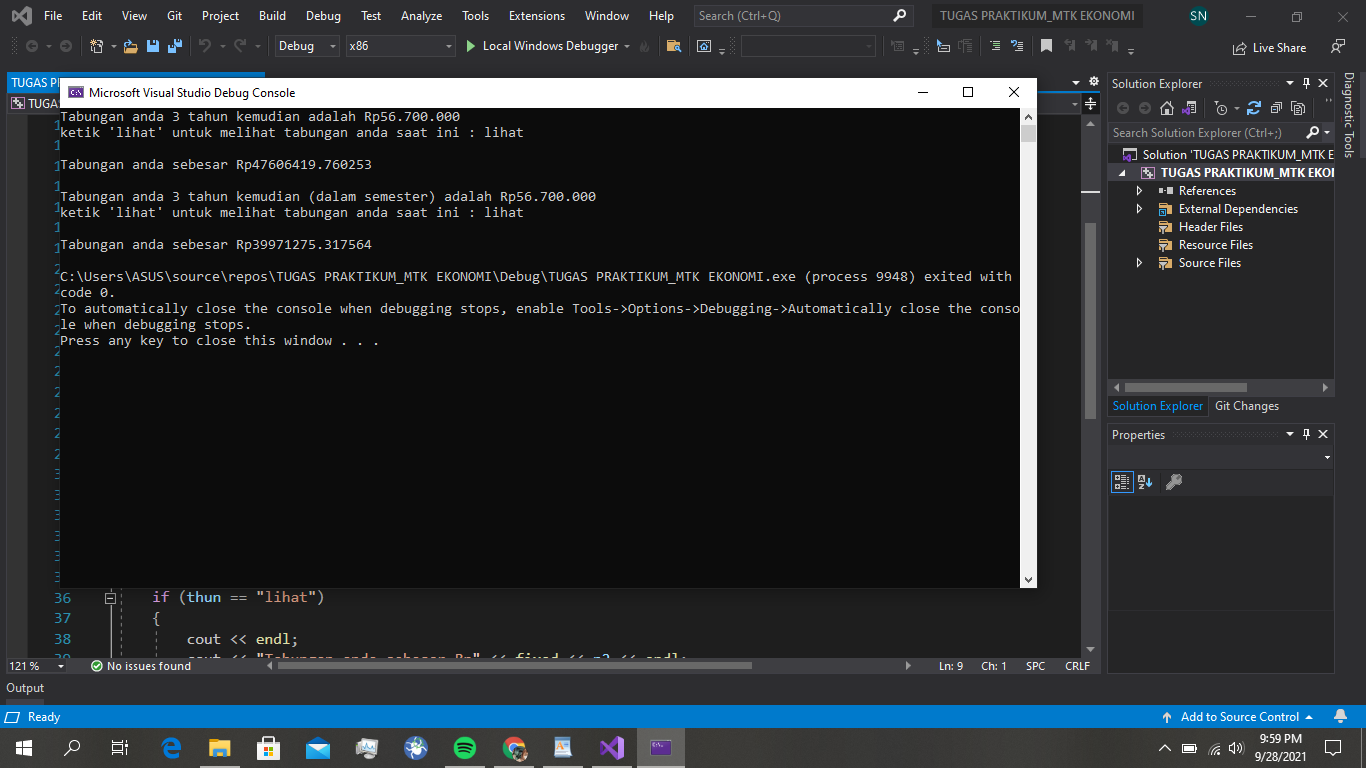 File Edit View Git Project Build Debug Test Analyze Tools Extensions Window Help Search (Ctrl+Q) TUGAS PRAKTIKUM_MTK EKONOMI SN
Debug x86 Local Windows Debugger Live Share
TUGAS
Microsoft Visual Studio Debug Console
Tabungan anda 3 tahun kemudian adalah Rp56.700.000
ketik 'lihat' untuk melihat tabungan anda saat ini : lihat
Tabungan anda sebesar Rp47606419.760253
Tabungan anda 3 tahun kemudian (dalam semester) adalah Rp56.700.000
ketik 'lihat' untuk melihat tabungan anda saat ini : lihat
Tabungan anda sebesar Rp39971275.317564
C:\Users\ASUS\source\repos\TUGAS PRAKTIKUM_MTK EKONOMI\Debug\TUGAS PRAKTIKUM_MTK EKONOMI.exe (process 9948) exited with
code 0.
To automatically close the console when debugging stops, enable Tools->Options->Debugging->Automatically close the conso
le when debugging stops.
Press any key to close this window . . .
36 if (thun == "lihat")
37 {
38 cout << endl;
121 % No issues found Ln: 9 Ch: 1 SPC CRLF
Solution Explorer
Search Solution Explorer (Ctrl+;)
Solution 'TUGAS PRAKTIKUM_MTK E
TUGAS PRAKTIKUM_MTK EKO
References
External Dependencies
Header Files
Resource Files
Source Files
Solution Explorer Git Changes
Properties
Diagnostic Tools
Output
Ready Add to Source Control
9:59 PM
9/28/2021